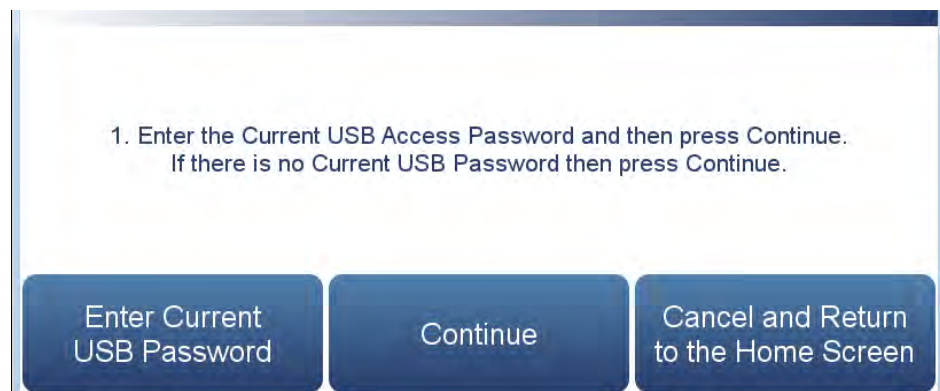 1. Enter the Current USB Access Password and then press Continue.
If there is no Current USB Password then press Continue.
Enter Current
USB Password
Continue
Cancel and Return
to the Home Screen